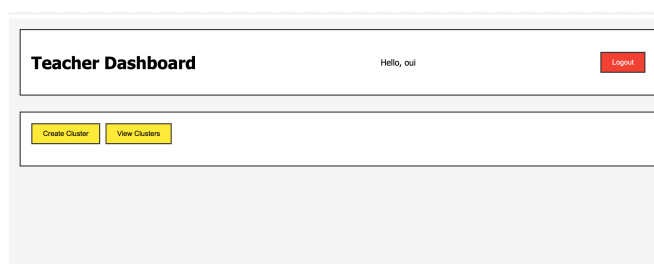 Teacher Dashboard
Hello, oui
Logout
Create Cluster
View Clusters